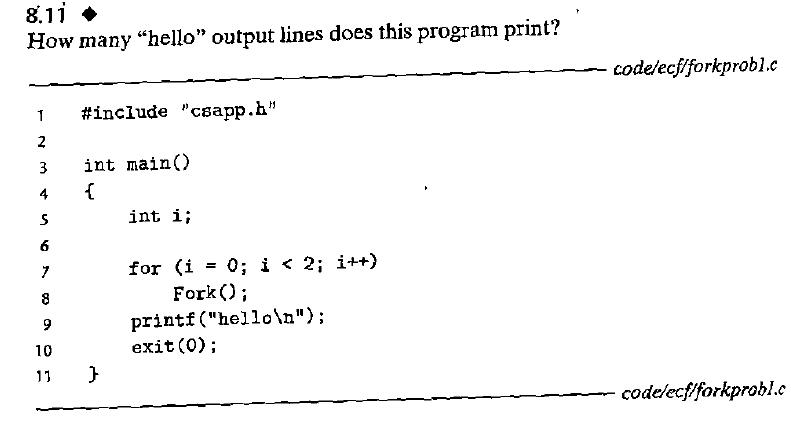 8.11 ◆
How many “hello” output lines does this program print?
code/ecf/forkprob1.c
1 #include "csapp.h"
2
3 int main()
4 {
5 int i;
6
7 for (i = 0; i < 2; i++)
8 Fork();
9 printf("hello\n");
10 exit(0);
11 }
code/ecf/forkprob1.c